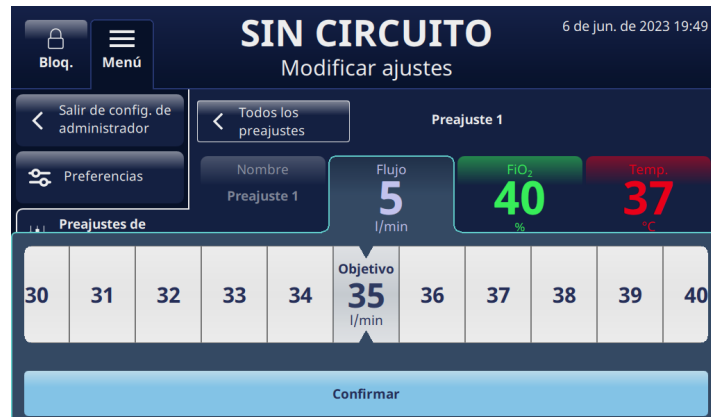 SIN CIRCUITO
6 de jun. de 2023 19:49
Bloq.
Menú
Modificar ajustes
Salir de config. de
administrador
Todos los
preajustes
Preajuste 1
Preferencias
Nombre
Preajuste 1
Flujo
5
l/min
FiO₂
40
%
Temp.
37
°C
Preajustes de
30 31 32 33 34 Objetivo 35 l/min 36 37 38 39 40
Confirmar